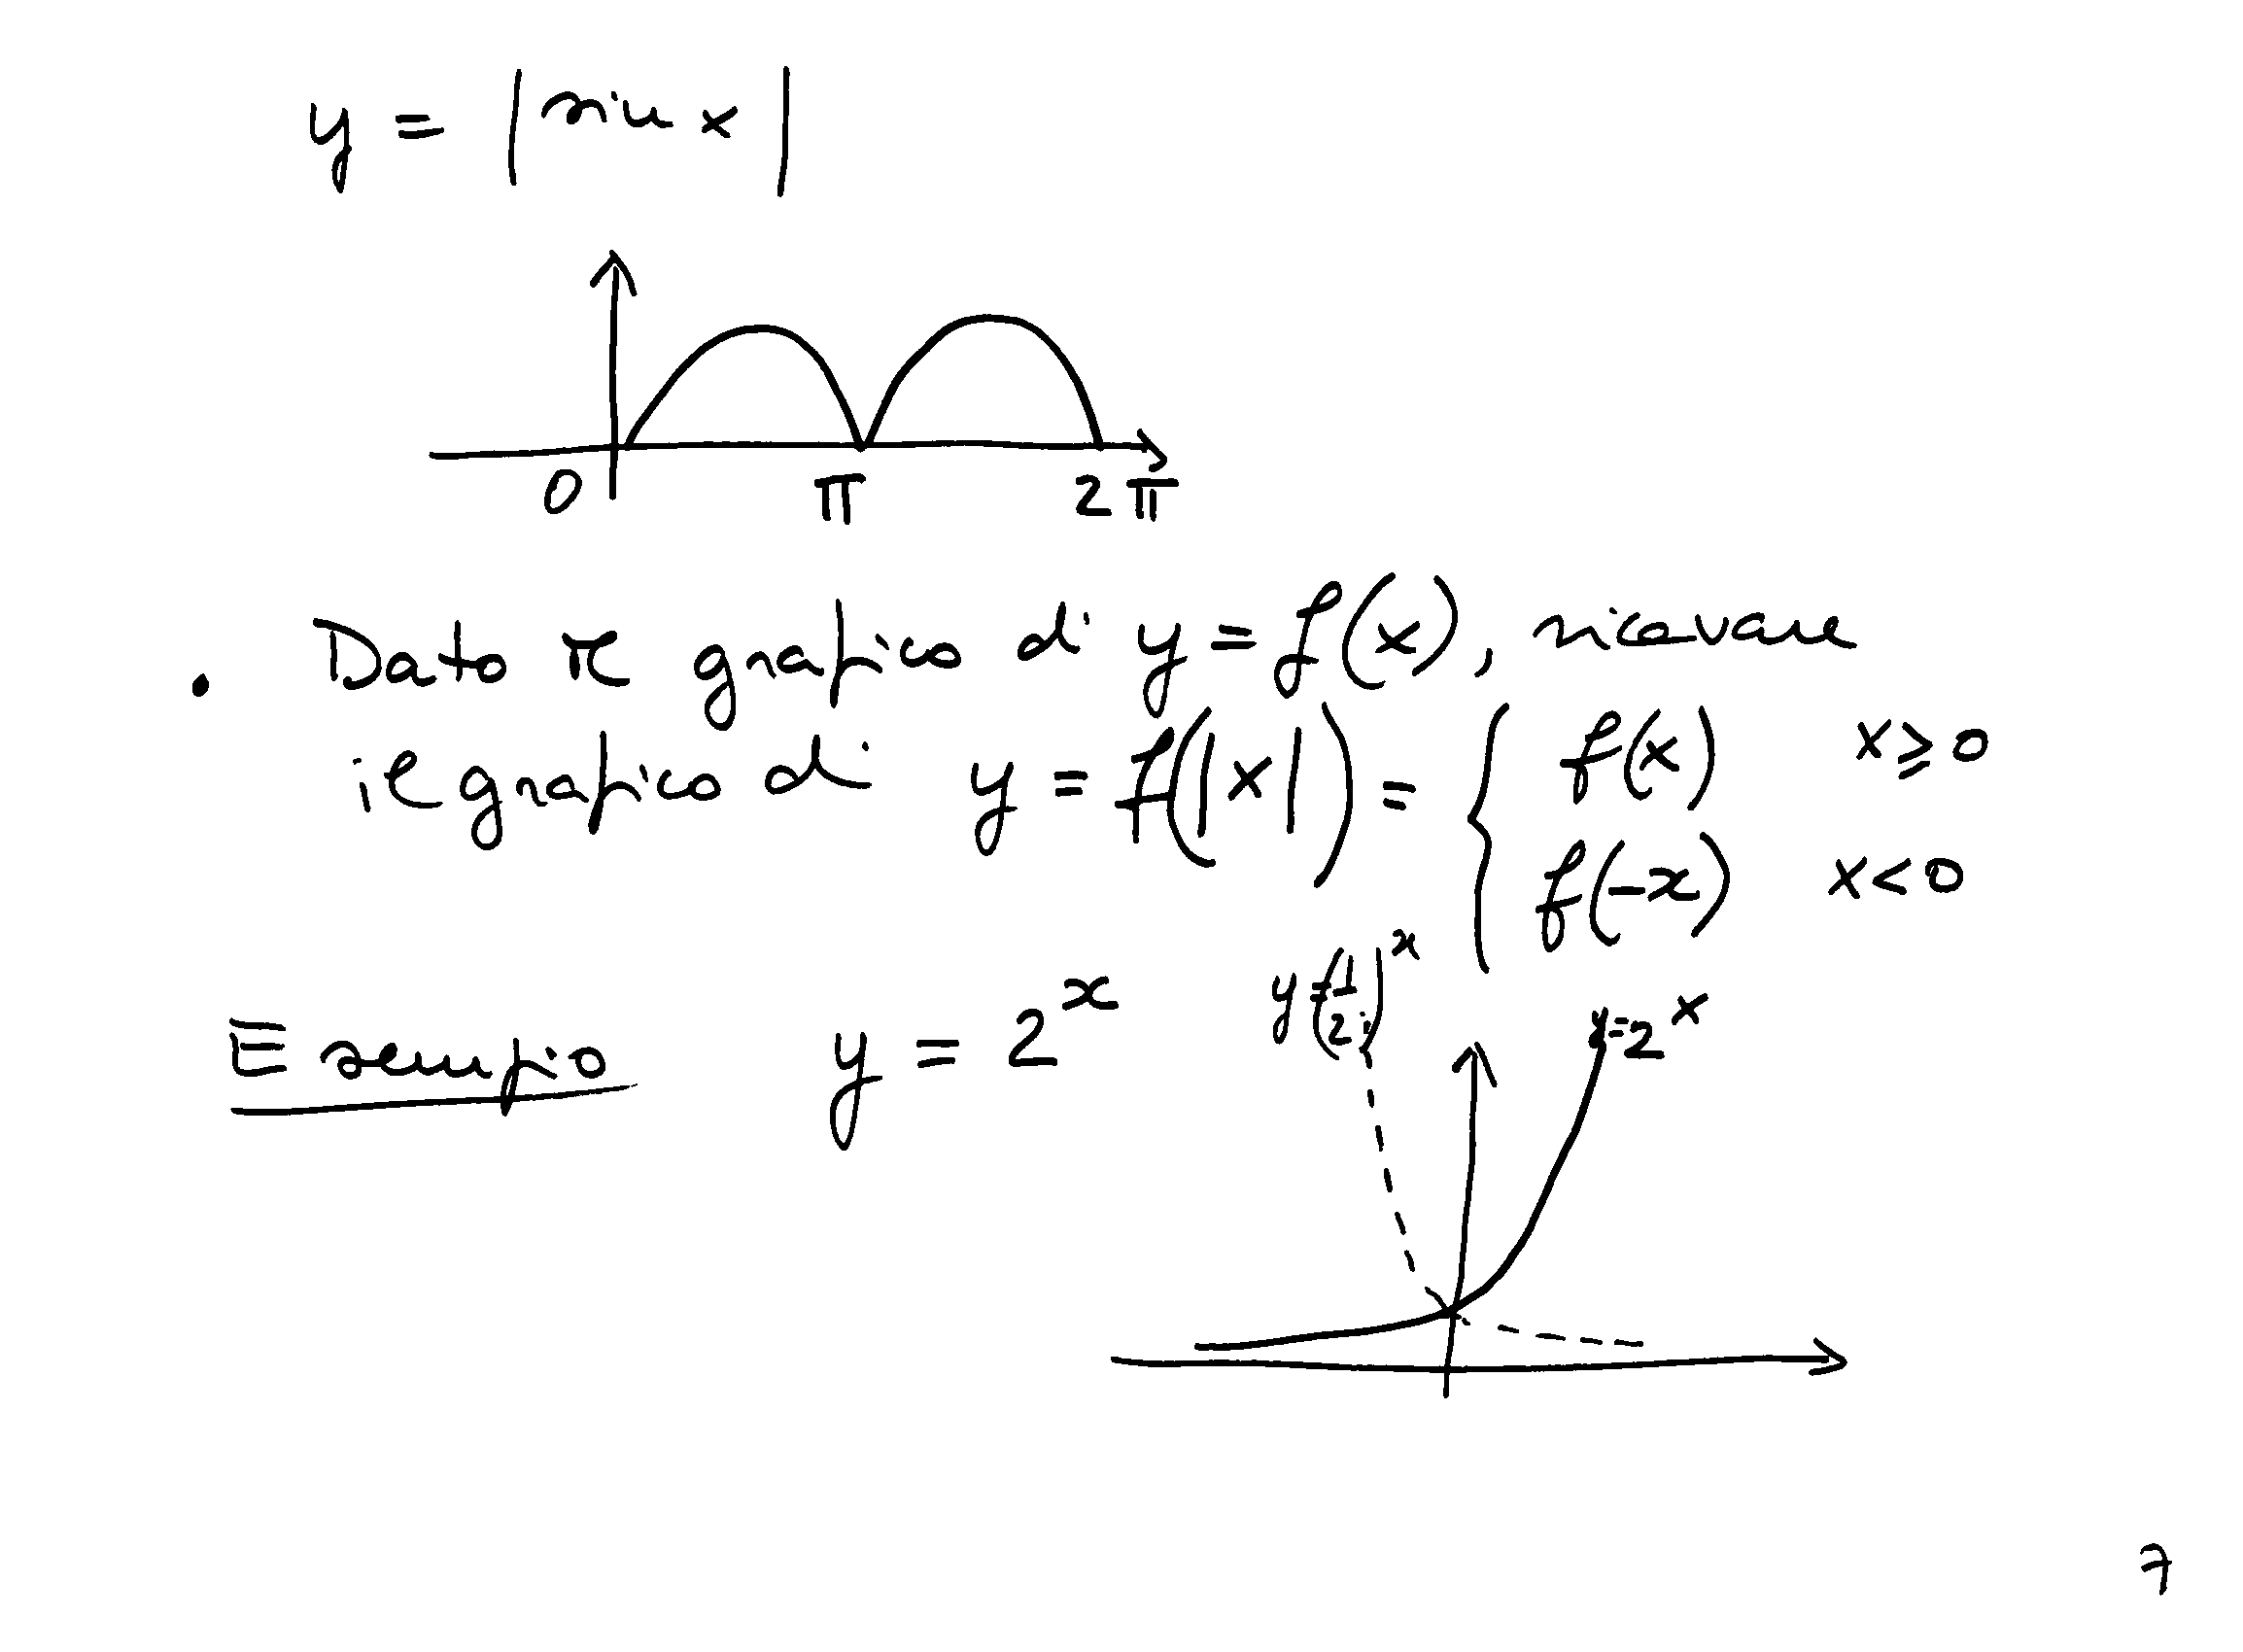 y = |sin x|
0 π 2π
• Dato il grafico di y = f(x), ricavare
il grafico di y = f(|x|) = { f(x) x ⩾ 0
f(-x) x < 0
Esempio y = 2^x
y = (1/2)^x
y = 2^x
7